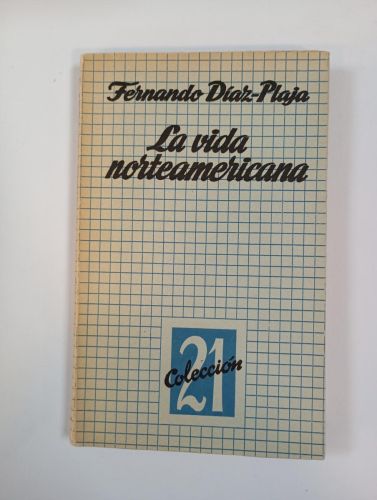 Fernando Díaz-Plaja
La vida
norteamericana
21
Colección